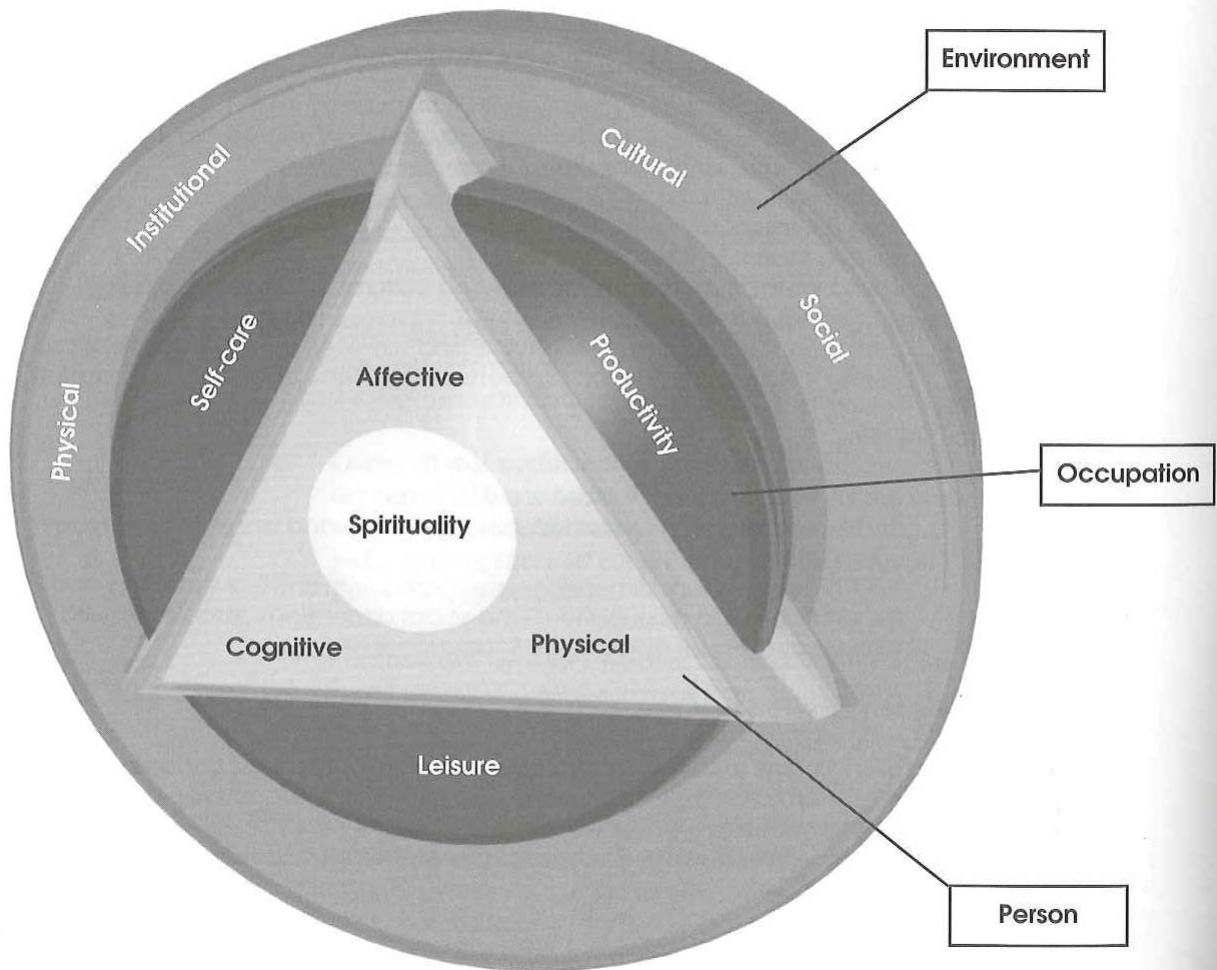 Environment
Cultural
Institutional
Social
Self-care
Productivity
Affective
Physical
Occupation
Spirituality
Cognitive
Physical
Leisure
Person